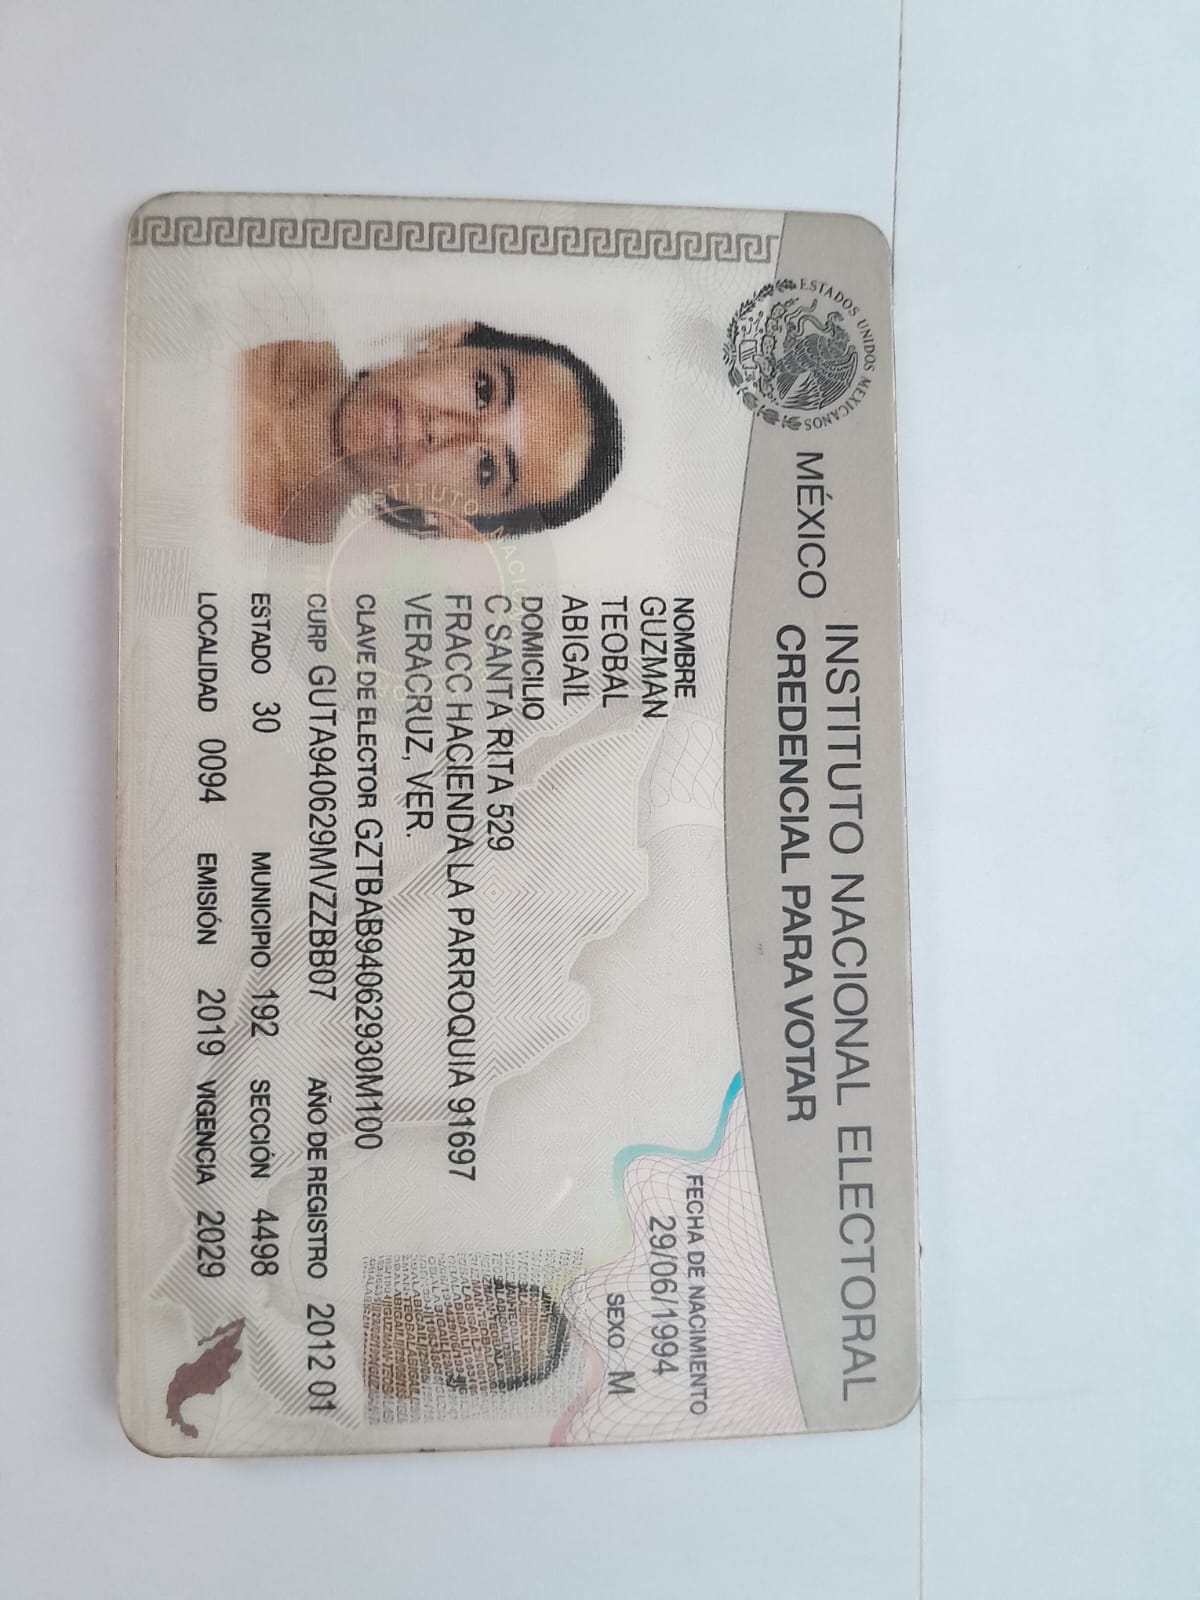 ESTADOS UNIDOS MEXICANOS
MÉXICO INSTITUTO NACIONAL ELECTORAL
CREDENCIAL PARA VOTAR
NOMBRE
GUZMAN
TEOBAL
ABIGAIL
FECHA DE NACIMIENTO
29/06/1994
SEXO M
DOMICILIO
C SANTA RITA 529
FRACC HACIENDA LA PARROQUIA 91697
VERACRUZ, VER.
CLAVE DE ELECTOR GZTBAB94062930M100
CURP GUTA940629MVZZBB07 AÑO DE REGISTRO 2012 01
ESTADO 30 MUNICIPIO 192 SECCIÓN 4498
LOCALIDAD 0094 EMISIÓN 2019 VIGENCIA 2029